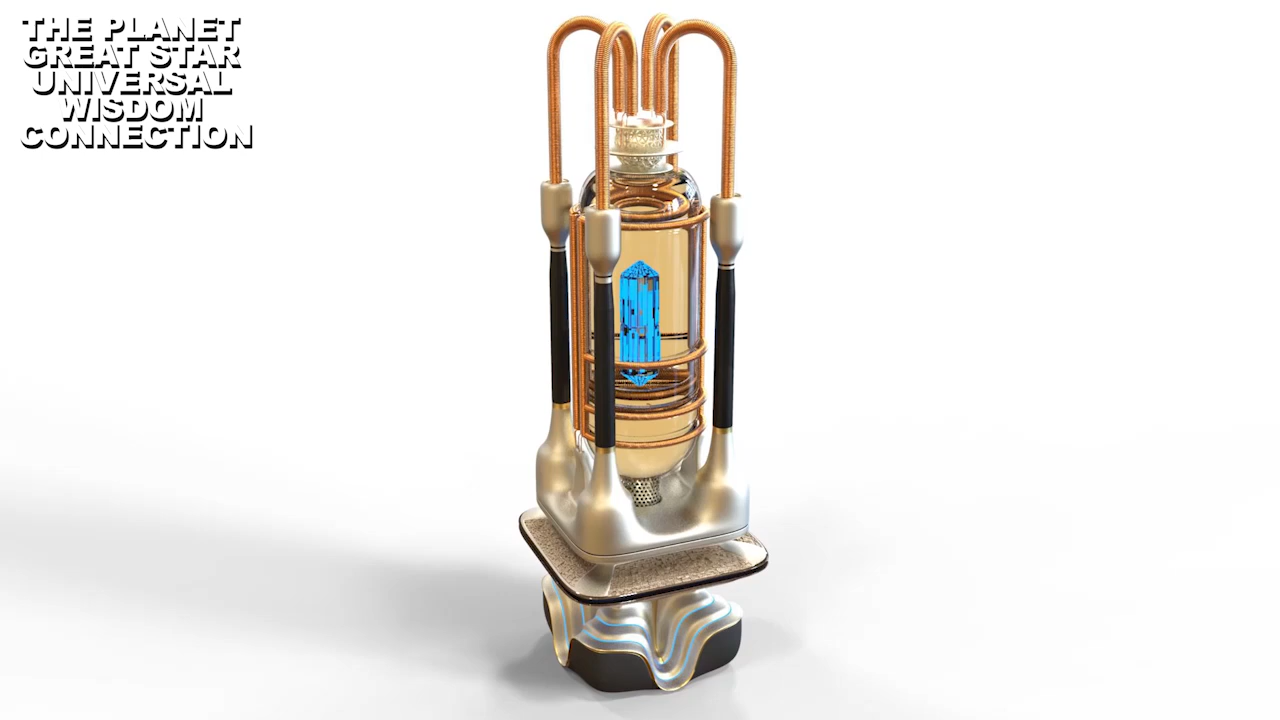 THE PLANET
GREAT STAR
UNIVERSAL
WISDOM
CONNECTION